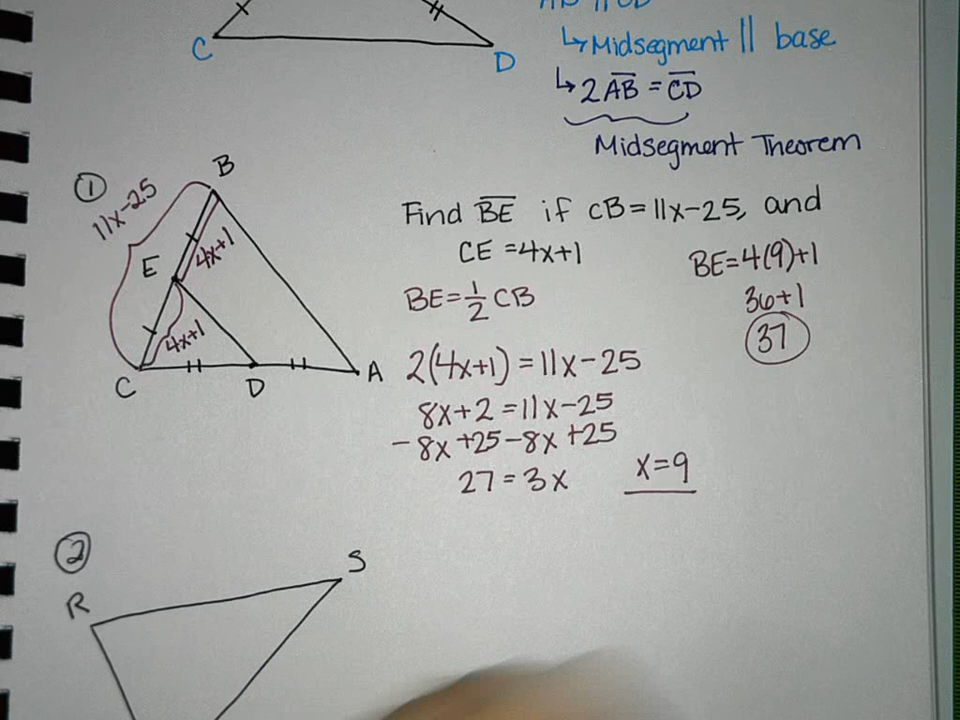 C
D
↳Midsegment || base
↳2AB = CD
Midsegment Theorem
①
B
11x-25
E
4x+1
4x+1
C
D
A
Find BE if CB=11x-25, and
CE =4x+1
BE=½ CB
2(4x+1) =11x-25
8x+2 =11x-25
-8x+25 -8x+25
27=3x
x=9
BE=4(9)+1
36+1
37
②
R
S